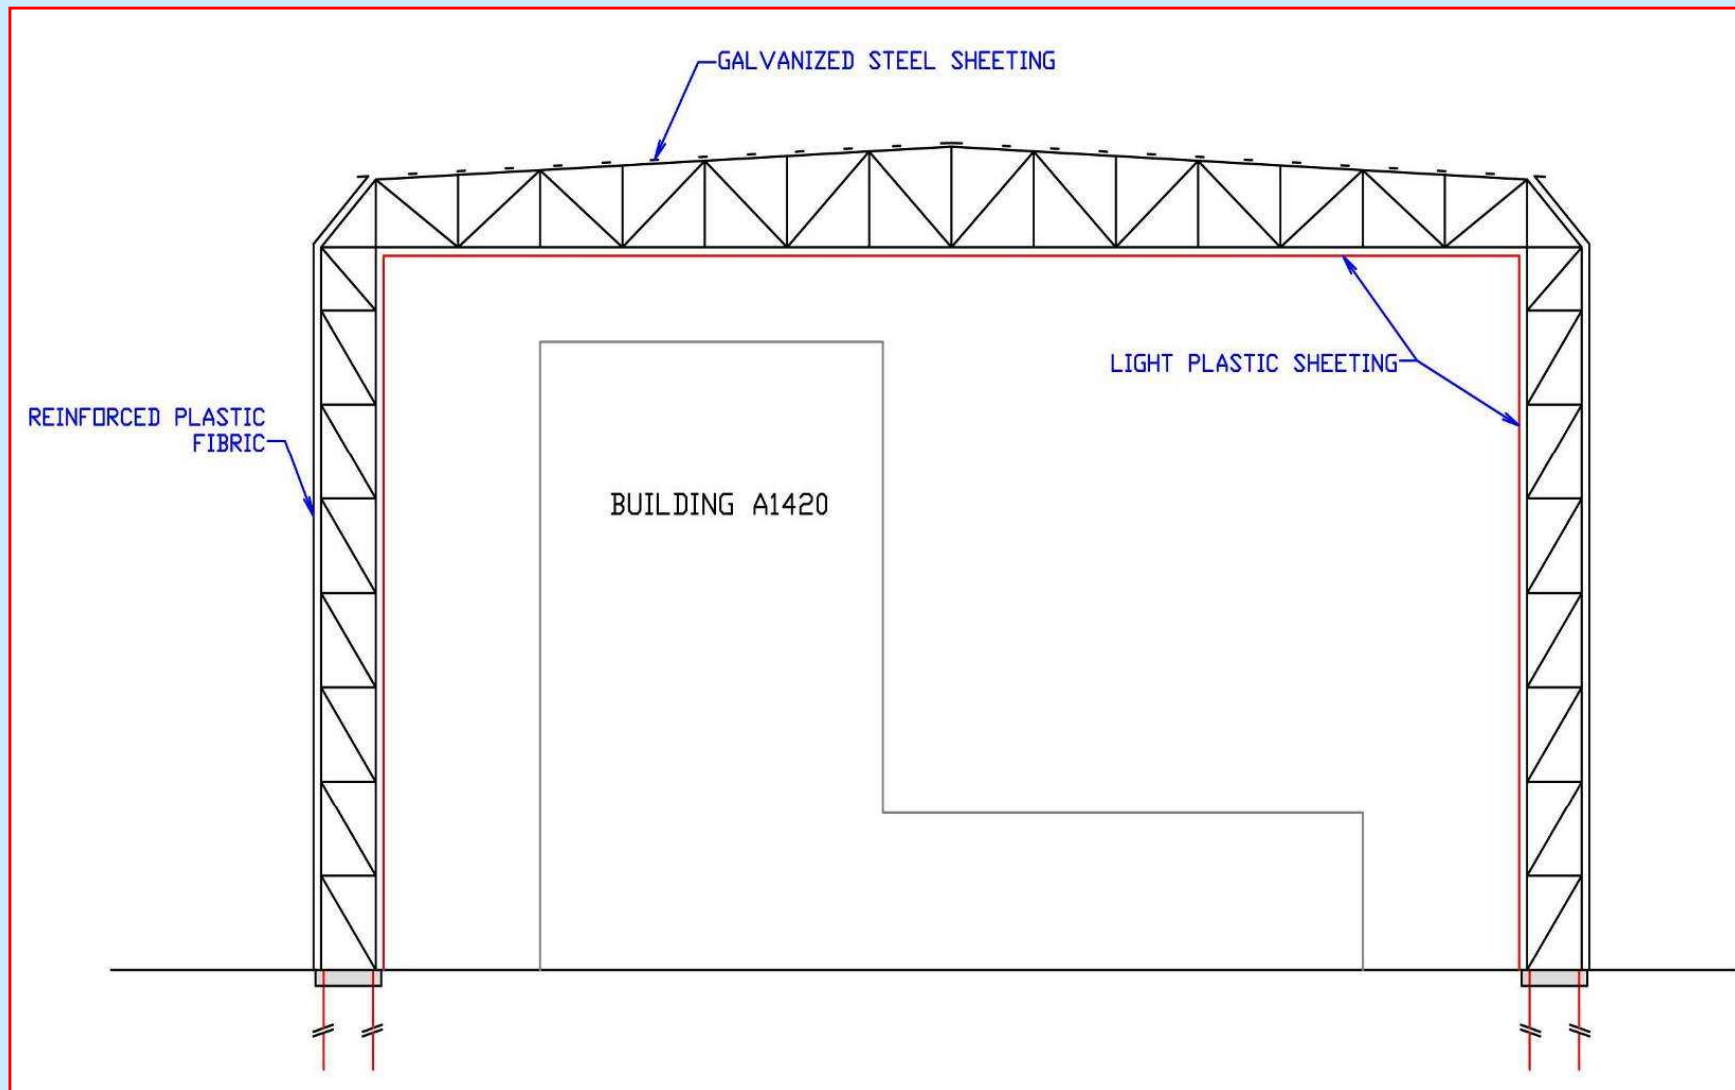 GALVANIZED STEEL SHEETING
LIGHT PLASTIC SHEETING
REINFORCED PLASTIC
FIBRIC
BUILDING A1420